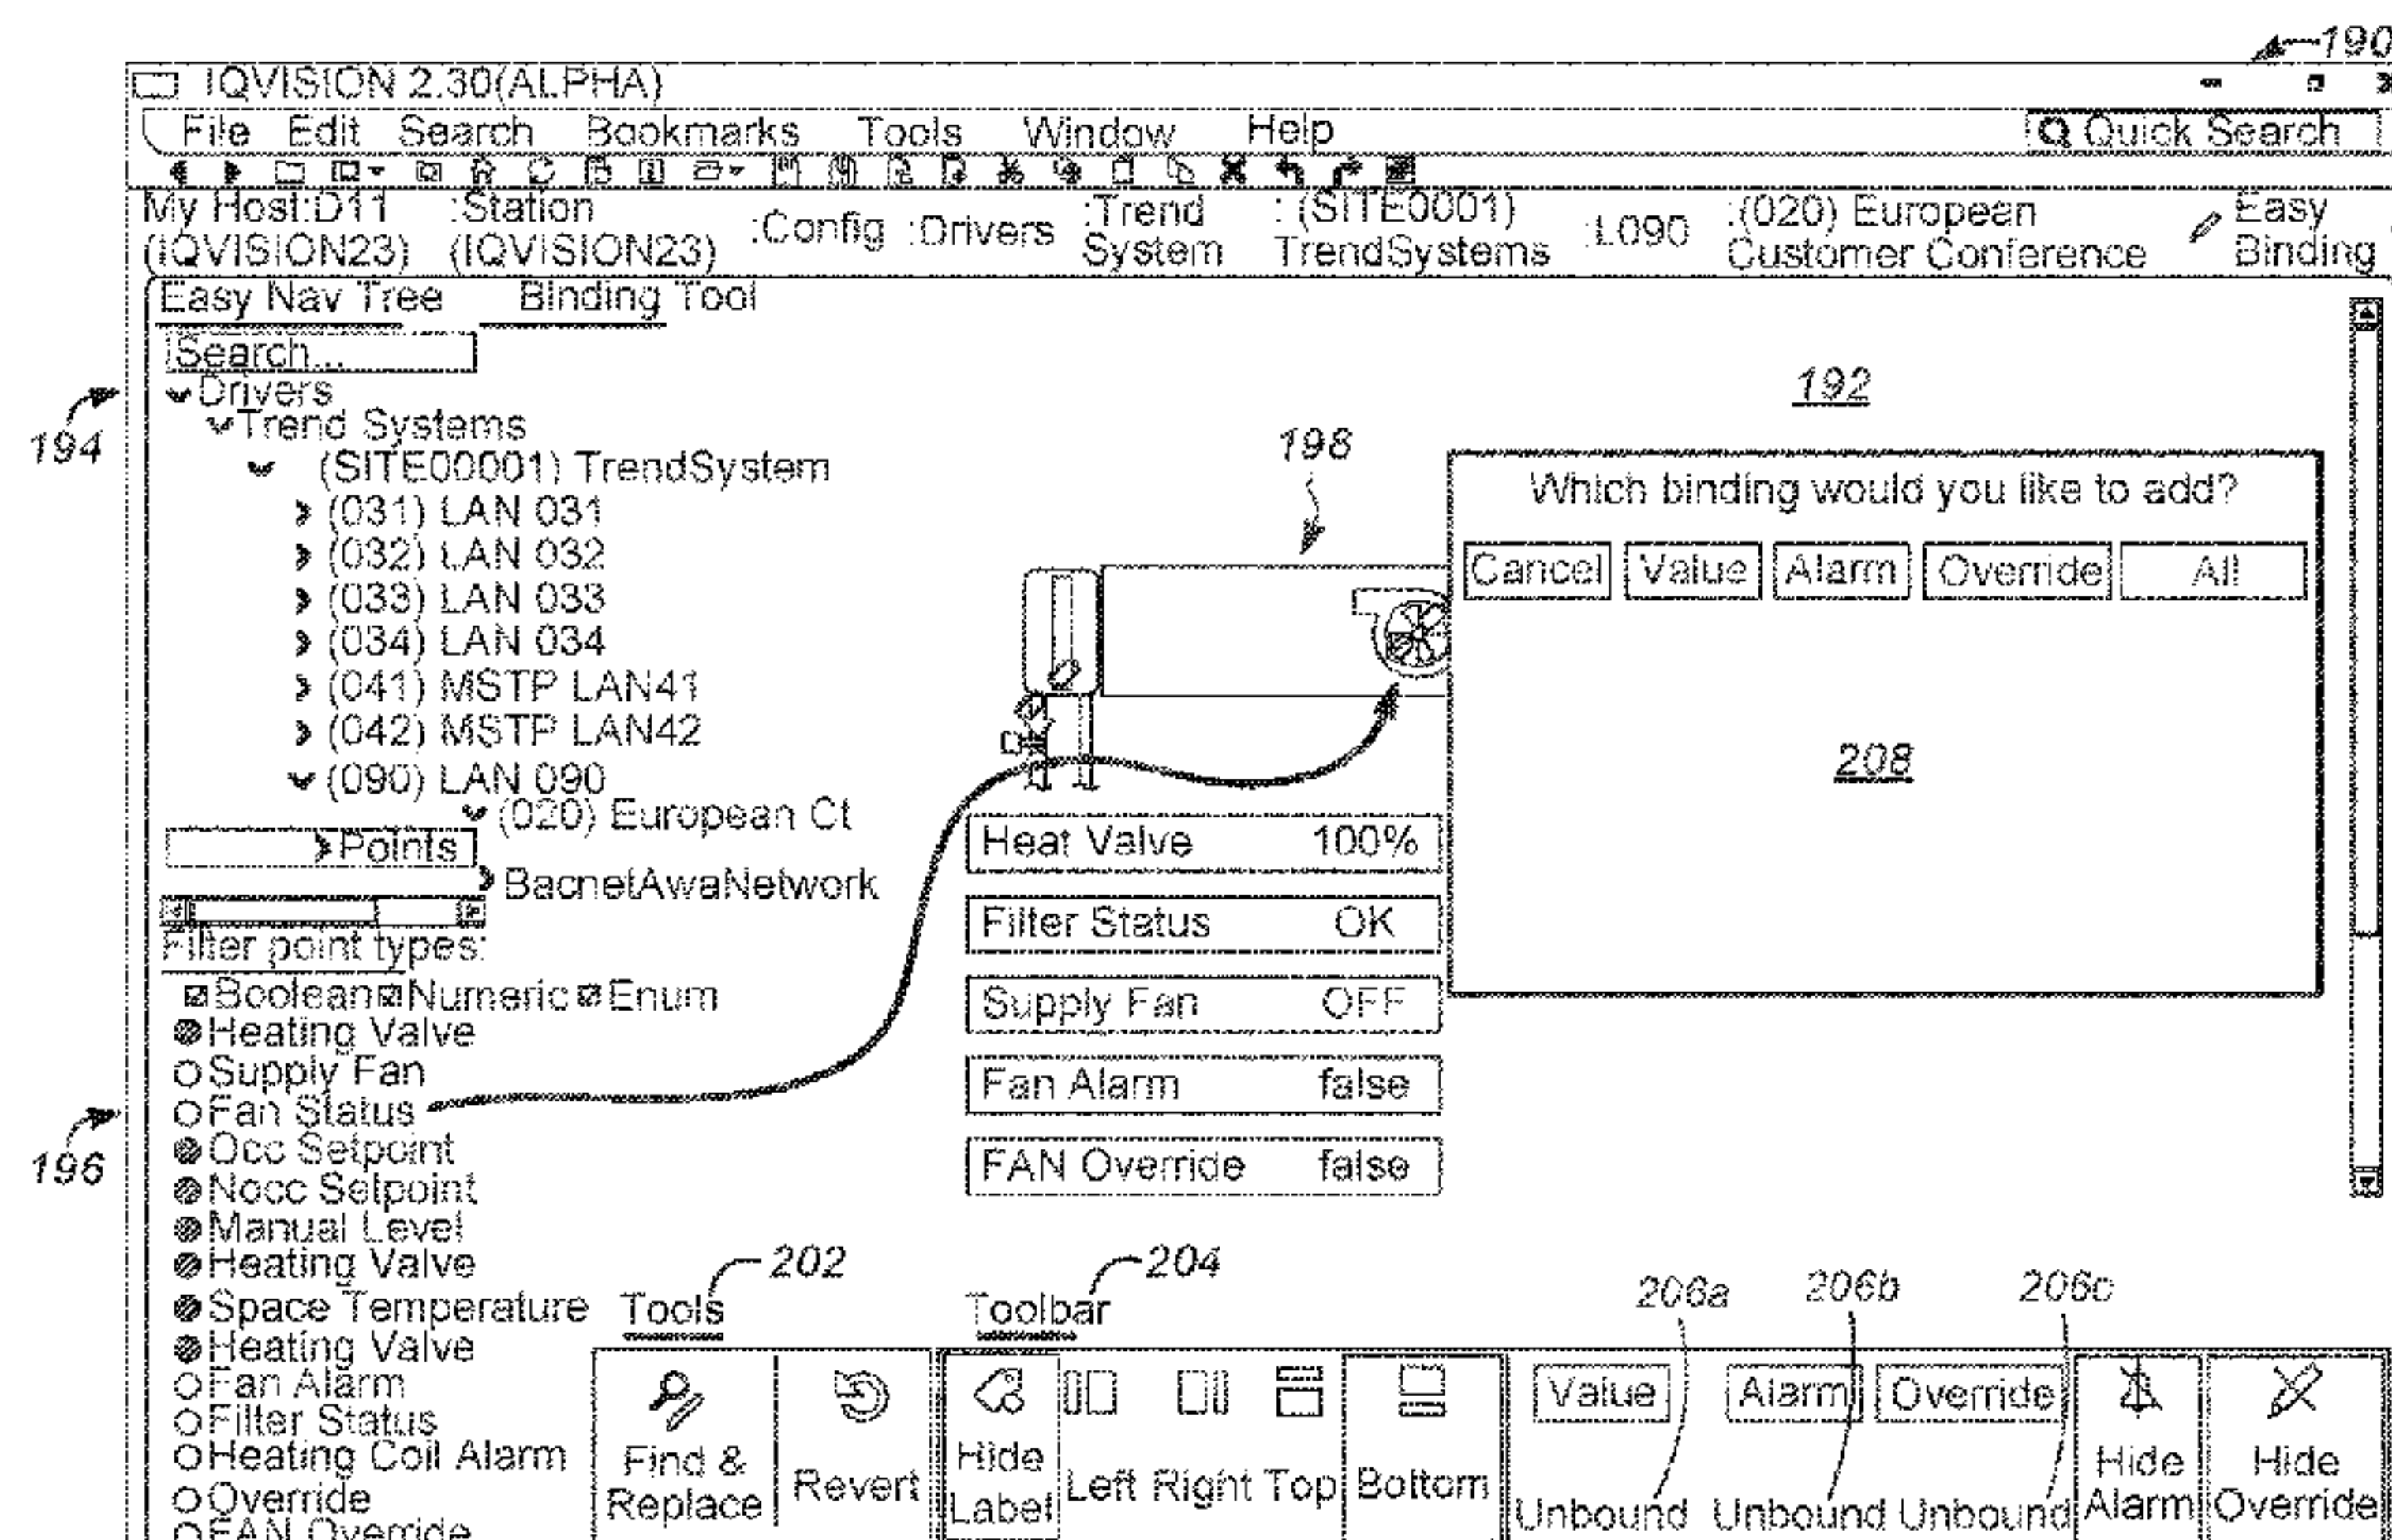 190
IQVISION 2.30(ALPHA)
File Edit Search Bookmarks Tools Window Help Quick Search
My Host:D11 :Station :Config :Drivers :Trend : (SITE0001) :L090 :(020) European Easy
(IQVISION23) (IQVISION23) System TrendSystems Customer Conference Binding
Easy Nav Tree Binding Tool
Search...
Drivers
Trend Systems
(SITE00001) TrendSystem
(031) LAN 031
(032) LAN 032
(033) LAN 033
(034) LAN 034
(041) MSTP LAN41
(042) MSTP LAN42
(090) LAN 090
(020) European Ct
Points
BacnetAwaNetwork
194
Filter point types:
Boolean Numeric Enum
Heating Valve
Supply Fan
Fan Status
Occ Setpoint
Nocc Setpoint
Manual Level
Heating Valve
Space Temperature
Heating Valve
Fan Alarm
Filter Status
Heating Coil Alarm
Override
FAN Override
196
192
198
Which binding would you like to add?
Cancel Value Alarm Override All
208
Heat Valve 100%
Filter Status OK
Supply Fan OFF
Fan Alarm false
FAN Override false
202
Tools
204
Toolbar
206a 206b 206c
Find & Replace
Revert
Hide Label
Left Right Top Bottom
Value Alarm Override
Unbound Unbound Unbound
Hide Alarm
Hide Override